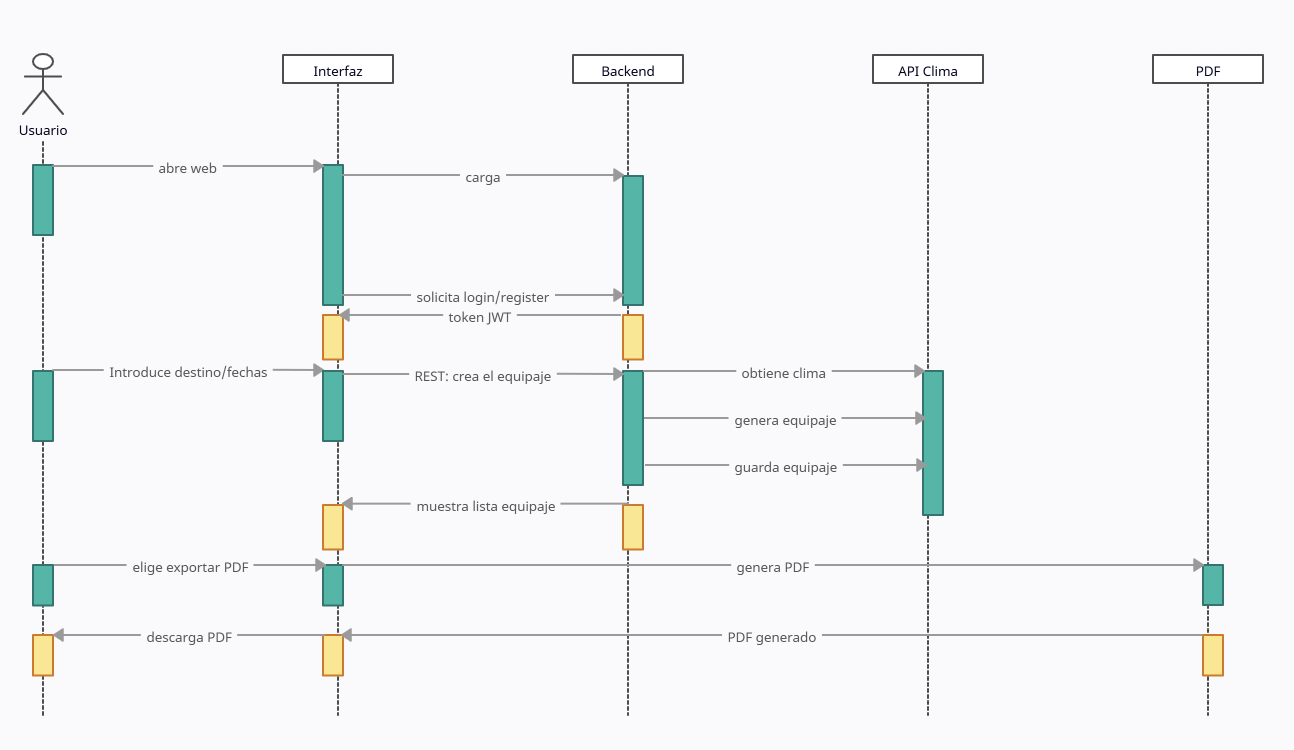 Interfaz
Backend
API Clima
PDF
Usuario
abre web
carga
solicita login/register
token JWT
Introduce destino/fechas
REST: crea el equipaje
obtiene clima
genera equipaje
guarda equipaje
muestra lista equipaje
elige exportar PDF
genera PDF
descarga PDF
PDF generado